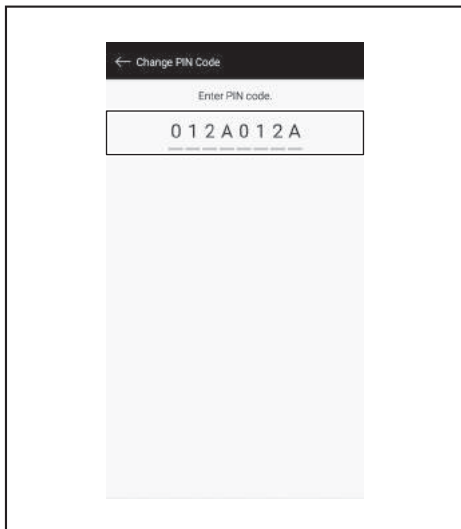 ← Change PIN Code
Enter PIN code.
0 1 2 A 0 1 2 A